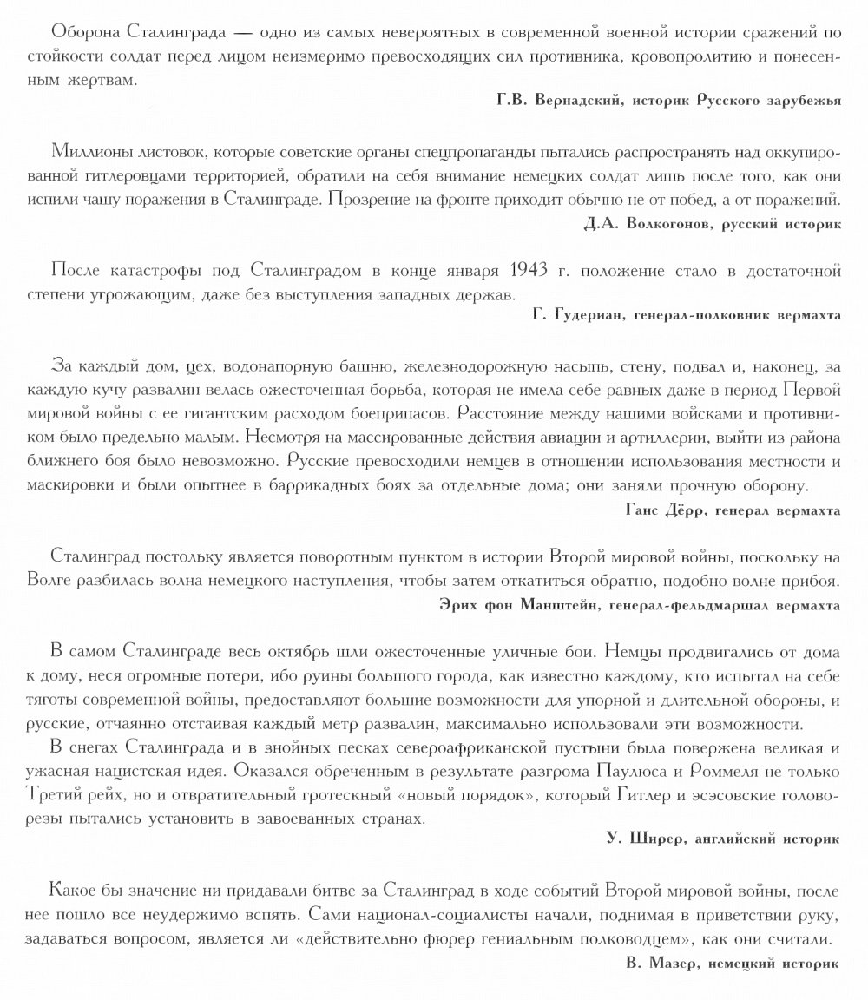 Оборона Сталинграда — одно из самых невероятных в современной военной истории сражений по
стойкости солдат перед лицом неизмеримо превосходящих сил противника, кровопролитию и понесен-
ным жертвам.
Г.В. Вернадский, историк Русского зарубежья
Миллионы листовок, которые советские органы спецпропаганды пытались распространять над оккупиро-
ванной гитлеровцами территорией, обратили на себя внимание немецких солдат лишь после того, как они
испили чашу поражения в Сталинграде. Прозрение на фронте приходит обычно не от побед, а от поражений.
Д.А. Волкогонов, русский историк
После катастрофы под Сталинградом в конце января 1943 г. положение стало в достаточной
степени угрожающим, даже без выступления западных держав.
Г. Гудериан, генерал-полковник вермахта
За каждый дом, цех, водонапорную башню, железнодорожную насыпь, стену, подвал и, наконец, за
каждую кучу развалин велась ожесточенная борьба, которая не имела себе равных даже в период Первой
мировой войны с ее гигантским расходом боеприпасов. Расстояние между нашими войсками и противни-
ком было предельно малым. Несмотря на массированные действия авиации и артиллерии, выйти из района
ближнего боя было невозможно. Русские превосходили немцев в отношении использования местности и
маскировки и были опытнее в баррикадных боях за отдельные дома; они заняли прочную оборону.
Ганс Дёрр, генерал вермахта
Сталинград постольку является поворотным пунктом в истории Второй мировой войны, поскольку на
Волге разбилась волна немецкого наступления, чтобы затем откатиться обратно, подобно волне прибоя.
Эрих фон Манштейн, генерал-фельдмаршал вермахта
В самом Сталинграде весь октябрь шли ожесточенные уличные бои. Немцы продвигались от дома
к дому, неся огромные потери, ибо руины большого города, как известно каждому, кто испытал на себе
тяготы современной войны, предоставляют большие возможности для упорной и длительной обороны, и
русские, отчаянно отстаивая каждый метр развалин, максимально использовали эти возможности.
В снегах Сталинграда и в знойных песках североафриканской пустыни была повержена великая и
ужасная нацистская идея. Оказался обреченным в результате разгрома Паулюса и Роммеля не только
Третий рейх, но и отвратительный гротескный «новый порядок», который Гитлер и эсэсовские голово-
резы пытались установить в завоеванных странах.
У. Ширер, английский историк
Какое бы значение ни придавали битве за Сталинград в ходе событий Второй мировой войны, после
нее пошло все неудержимо вспять. Сами национал-социалисты начали, поднимая в приветствии руку,
задаваться вопросом, является ли «действительно фюрер гениальным полководцем», как они считали.
В. Мазер, немецкий историк